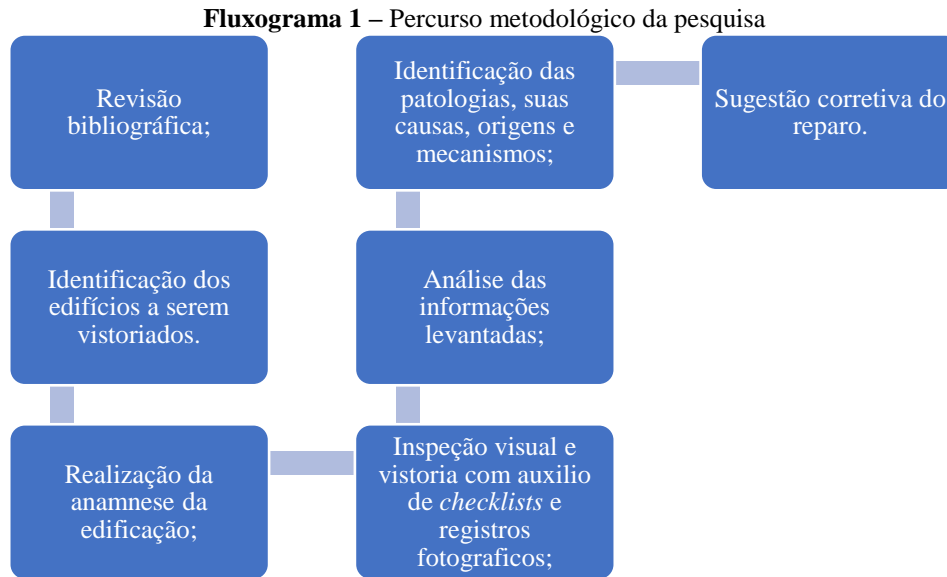 Fluxograma 1 – Percurso metodológico da pesquisa
Revisão
bibliográfica;
Identificação dos
edifícios a serem
vistoriados.
Realização da
anamnese da
edificação;
Inspeção visual e
vistoria com auxilio
de checklists e
registros
fotograficos;
Análise das
informações
levantadas;
Identificação das
patologias, suas
causas, origens e
mecanismos;
Sugestão corretiva do
reparo.